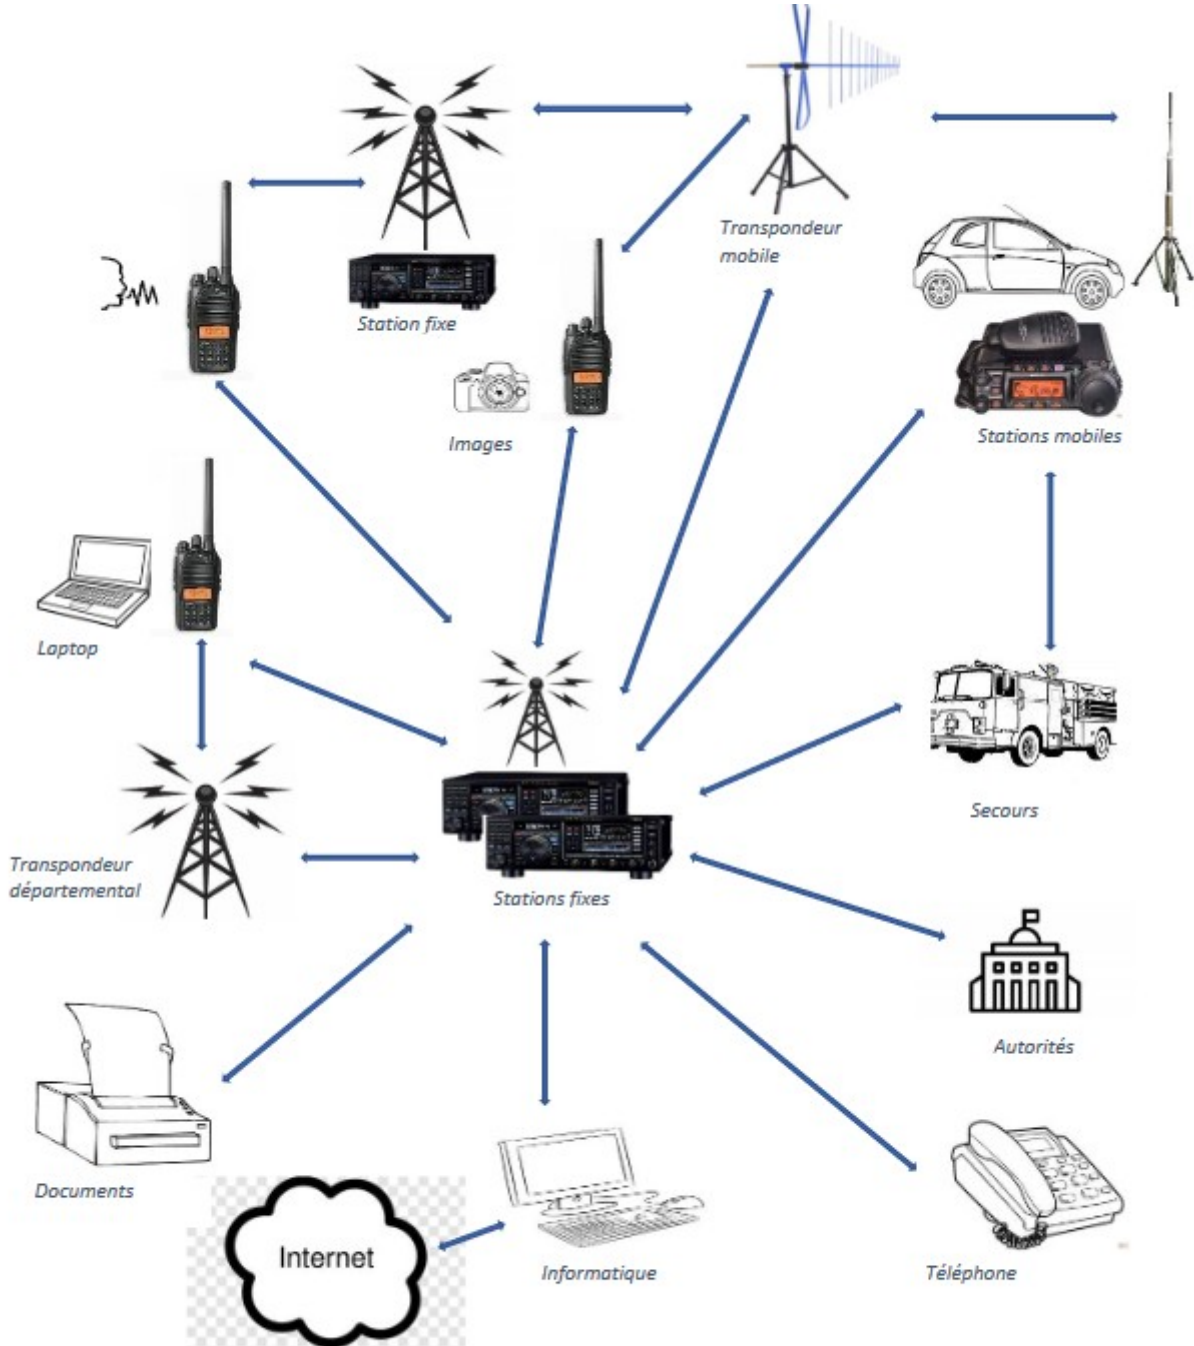 Transpondeur
mobile
Station fixe
Images
Stations mobiles
Laptop
Secours
Transpondeur
départemental
Stations fixes
Autorités
Documents
Internet
Informatique
Téléphone